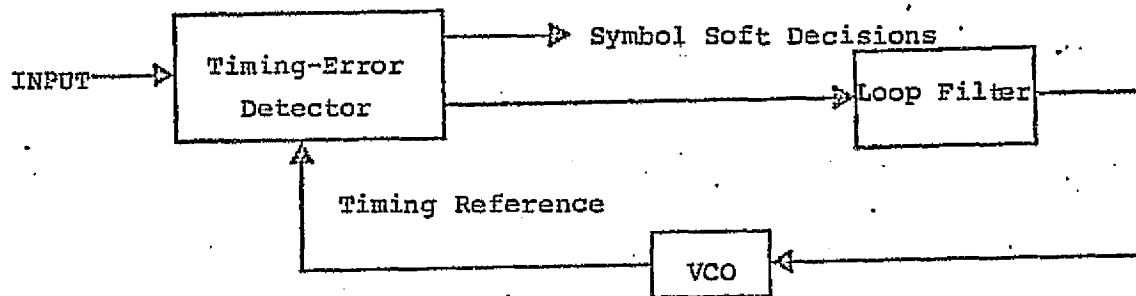 Symbol Soft Decisions
INPUT
Timing-Error
Detector
Loop Filter
Timing Reference
VCO